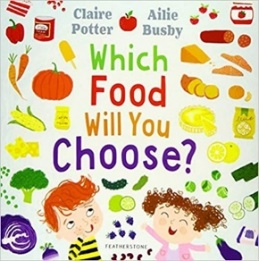 Claire Ailie
Potter Busby
Which
Food
Will You
Choose?
FEATHERSTONE